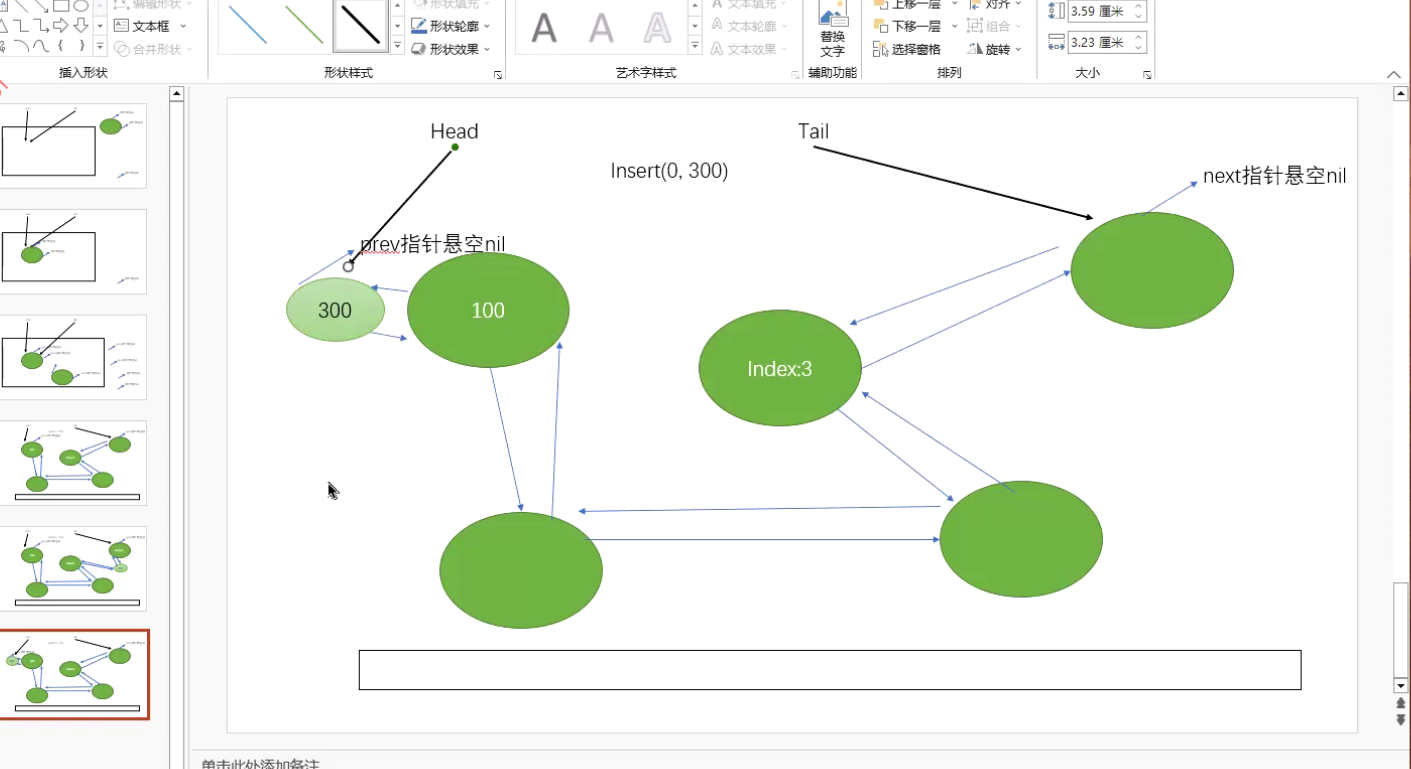 编辑形状
文本框
合并形状
插入形状
形状填充
形状轮廓
形状效果
形状样式
A A A
文本填充
文本轮廓
文本效果
艺术字样式
替换
文字
辅助功能
上移一层
下移一层
选择窗格
对齐
组合
旋转
排列
3.59 厘米
3.23 厘米
大小
Head
Tail
Insert(0, 300)
next指针悬空nil
prev指针悬空nil
300
100
Index:3
单击此处添加备注